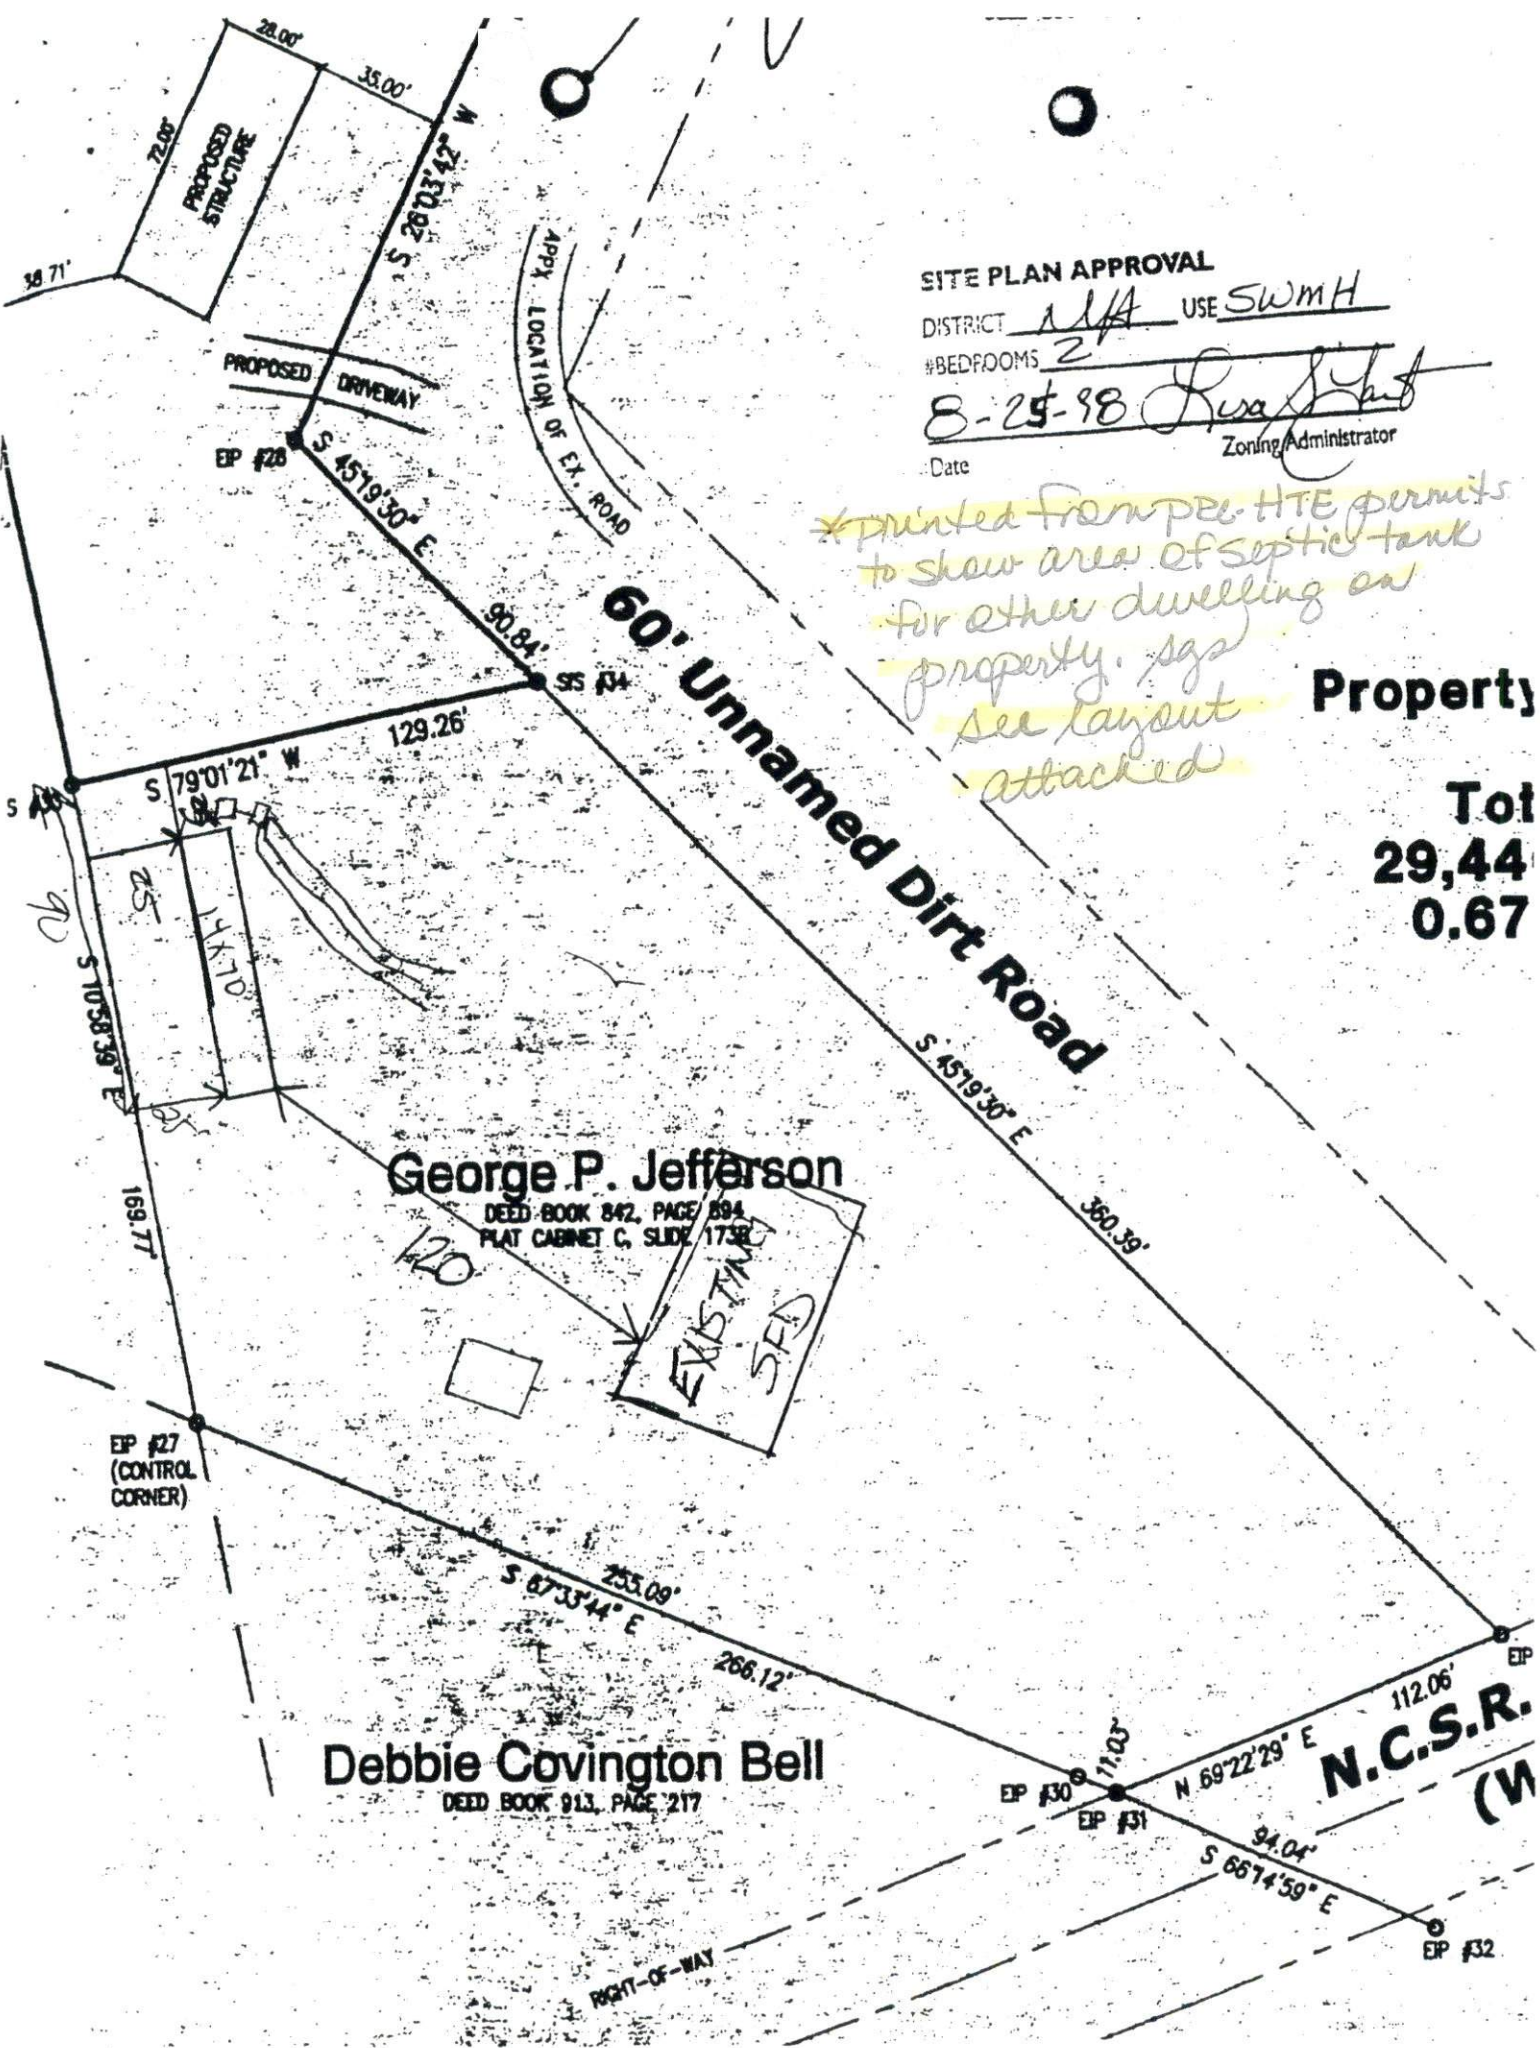 28.00'
35.00'
72.00'
PROPOSED
STRUCTURE
38.71'
S 26°03'42" W
APPX. LOCATION OF EX. ROAD
PROPOSED DRIVEWAY
EIP #28
SITE PLAN APPROVAL
DISTRICT N/A USE SWMH
#BEDROOMS 2
8-25-98
Date
Zoning Administrator
* printed from pre-HTE permits
to show area of septic tank
for other dwelling on
property. sgs
see layout
attached
S 45°19'30" E
90.84'
SIS #34
60' Unnamed Dirt Road
129.26'
S 79°01'21" W
Property
Tot
29,44
0.67
25
90
14x70
S 10°58'39" E
25
169.77'
S 45°19'30" E
360.39'
George P. Jefferson
DEED BOOK 842, PAGE 894
PLAT CABINET C, SLIDE 173B
120
EXISTING
SFD
EIP #27
(CONTROL
CORNER)
255.09'
S 67°33'44" E
266.12'
Debbie Covington Bell
DEED BOOK 913, PAGE 217
EIP #30
11.03'
EIP #31
N 69°22'29" E
112.06'
EIP
N.C.S.R.
(W
94.04'
S 66°14'59" E
EIP #32
RIGHT-OF-WAY